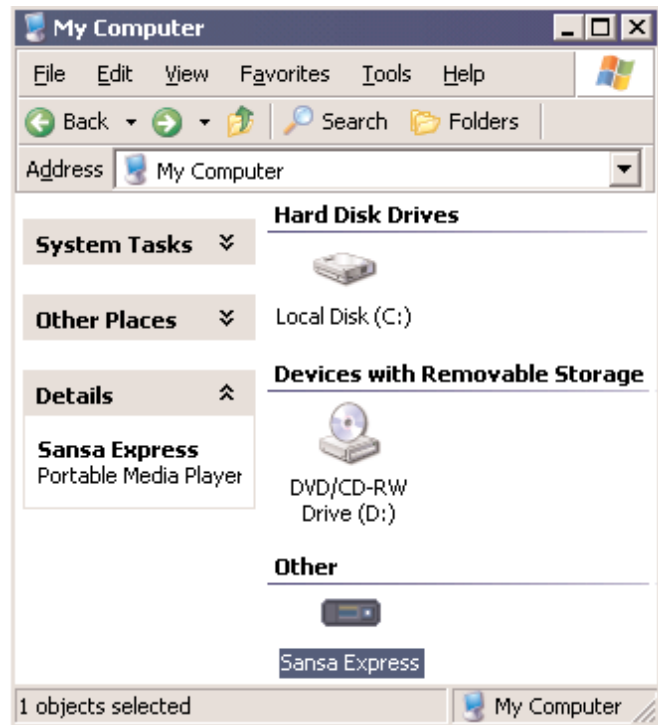 My Computer
File Edit View Favorites Tools Help
Back Search Folders
Address My Computer
System Tasks
Other Places
Details
Sansa Express
Portable Media Player
Hard Disk Drives
Local Disk (C:)
Devices with Removable Storage
DVD/CD-RW
Drive (D:)
Other
Sansa Express
1 objects selected
My Computer